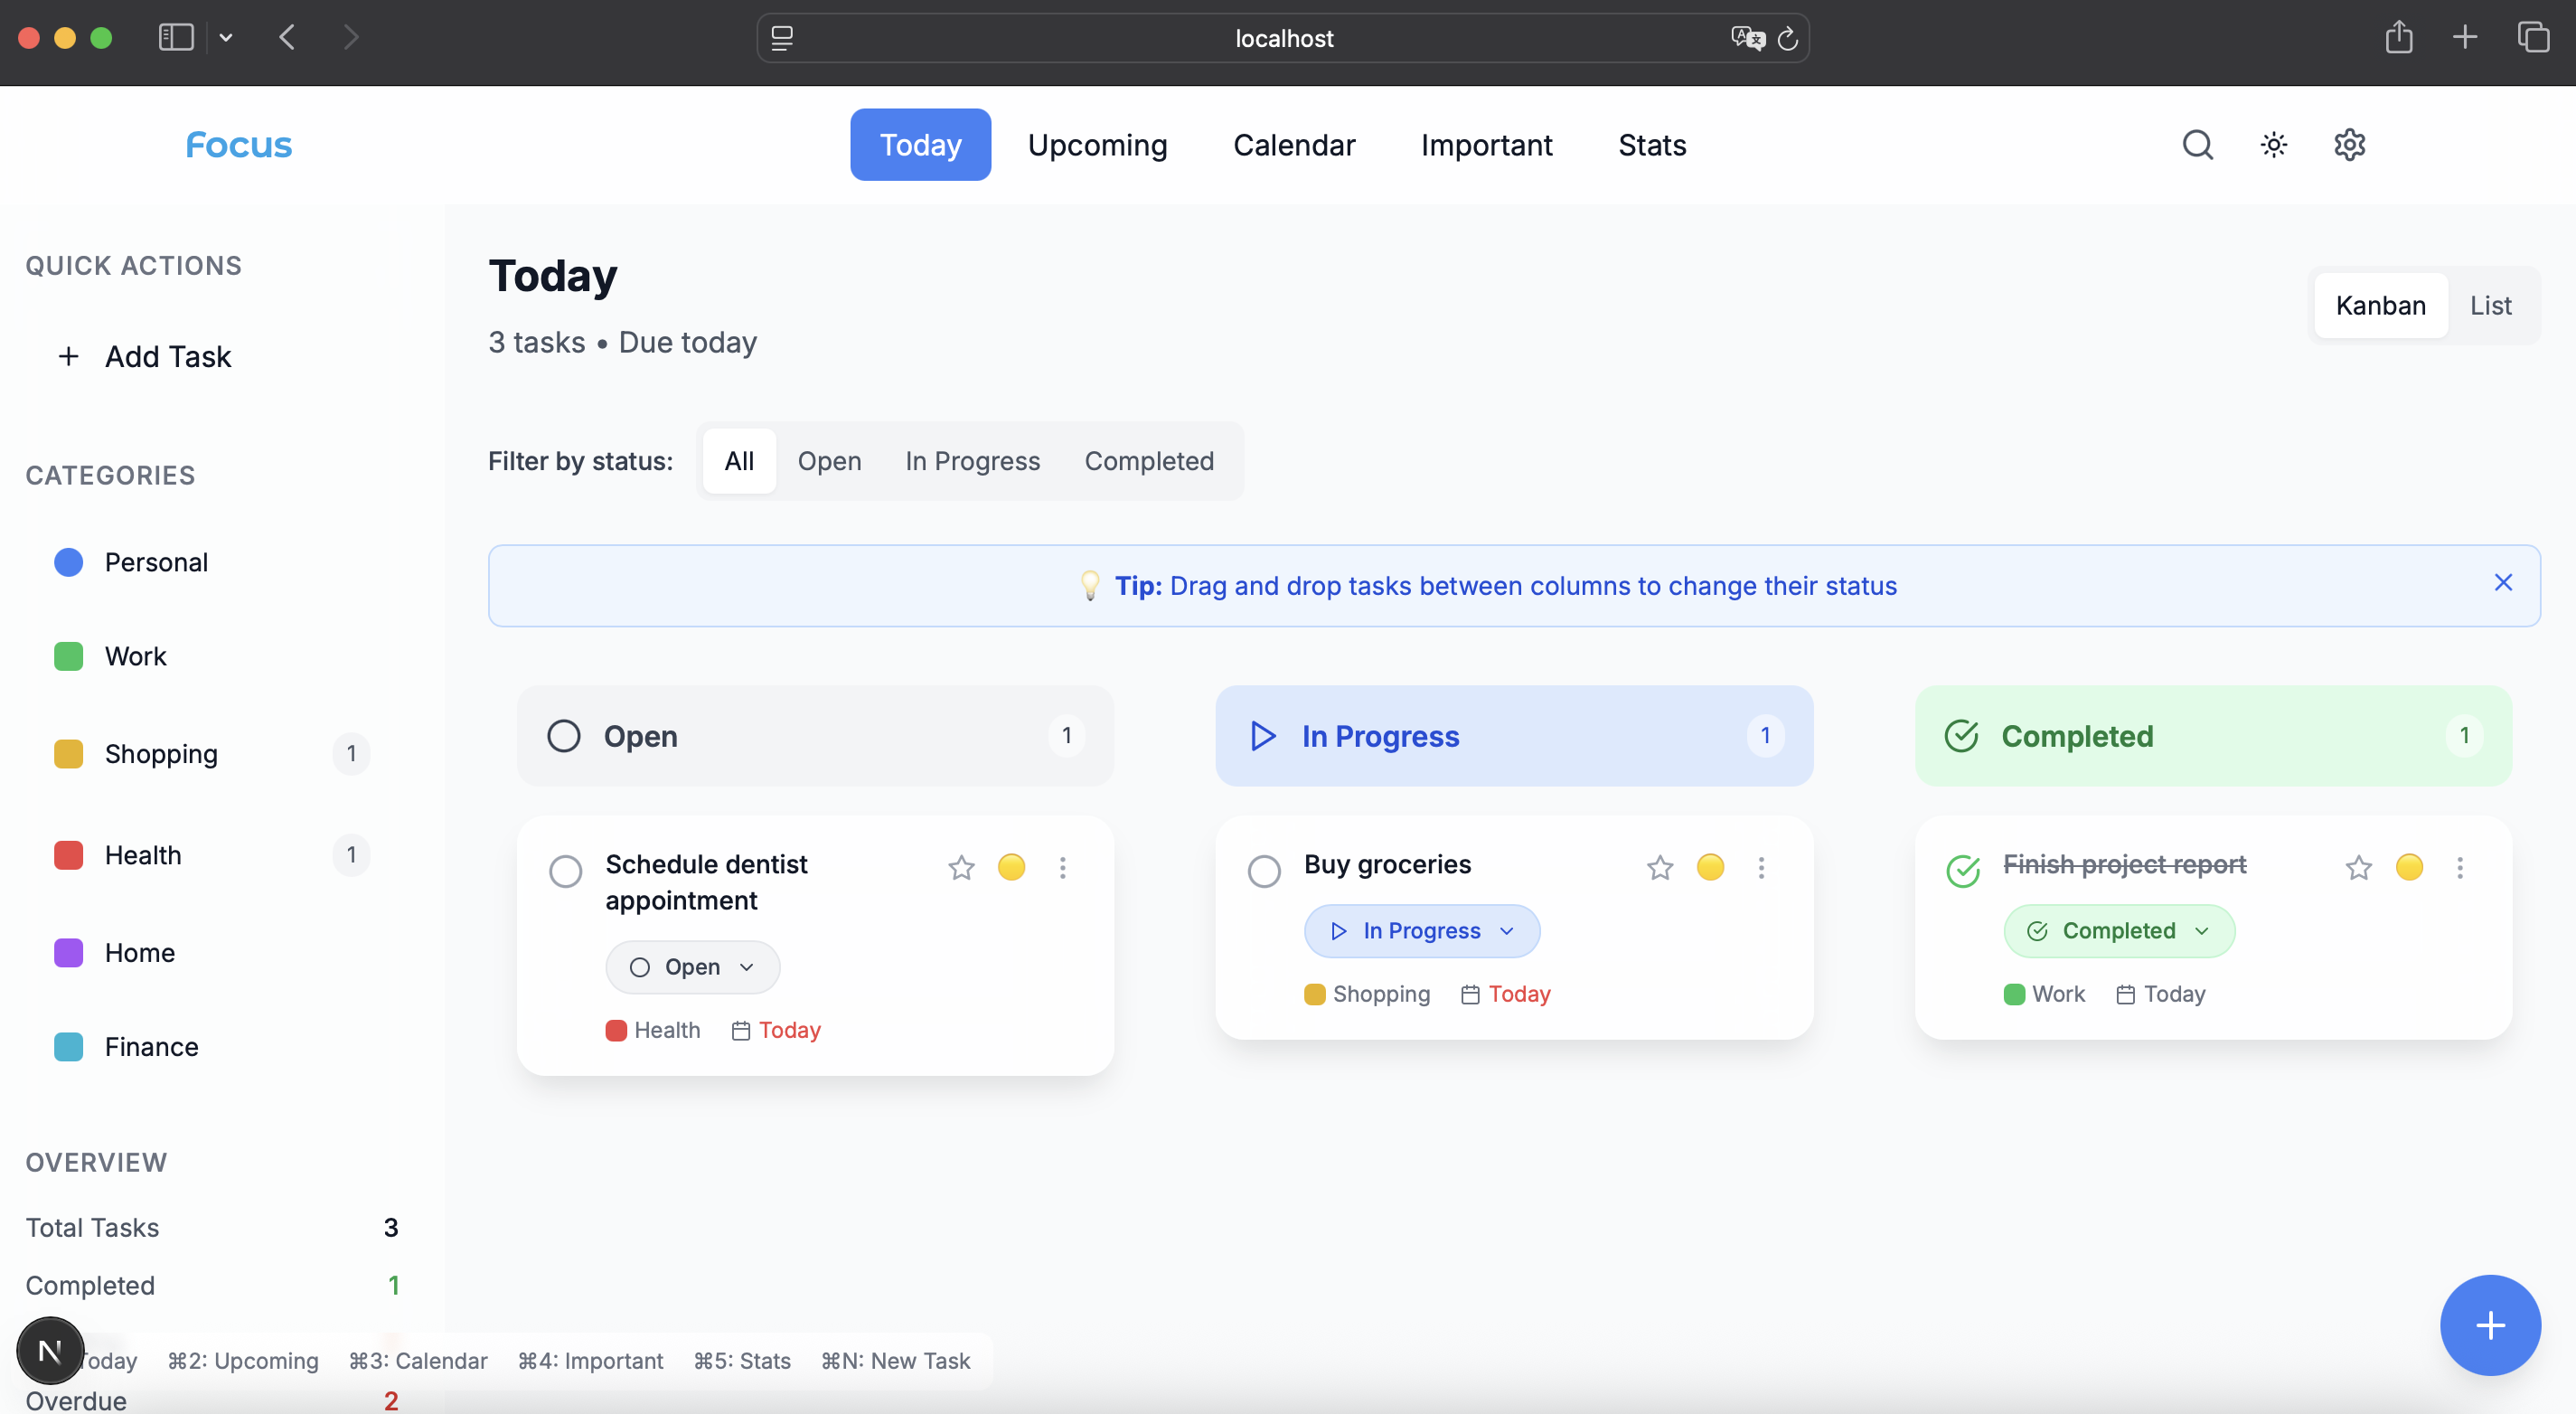 localhost
Focus
Today
Upcoming
Calendar
Important
Stats
QUICK ACTIONS
+ Add Task
CATEGORIES
Personal
Work
Shopping 1
Health 1
Home
Finance
OVERVIEW
Total Tasks 3
Completed 1
Overdue 2
Today
3 tasks • Due today
Kanban
List
Filter by status:
All
Open
In Progress
Completed
Tip: Drag and drop tasks between columns to change their status
Open 1
Schedule dentist
appointment
Open
Health
Today
In Progress 1
Buy groceries
In Progress
Shopping
Today
Completed 1
Finish project report
Completed
Work
Today
N
Today ⌘2: Upcoming ⌘3: Calendar ⌘4: Important ⌘5: Stats ⌘N: New Task